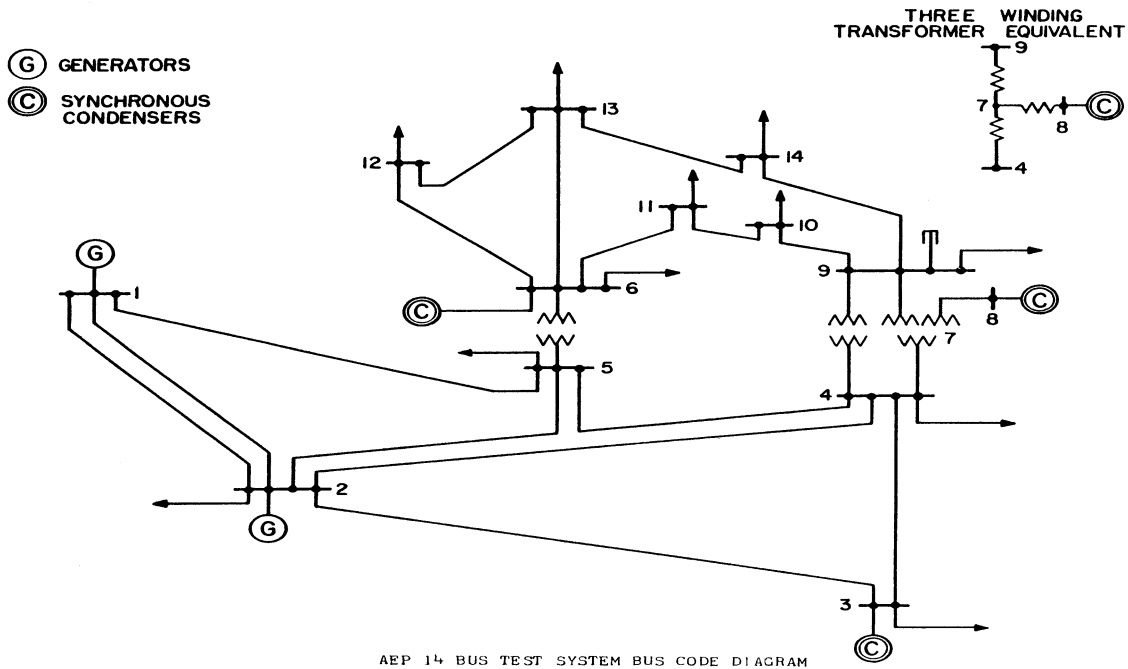 THREE WINDING
TRANSFORMER EQUIVALENT
9
7
C
8
4
G GENERATORS
C SYNCHRONOUS
CONDENSERS
13
12
14
11
10
G
1
9
6
C
8
C
7
5
4
2
G
3
C
AEP 14 BUS TEST SYSTEM BUS CODE DIAGRAM